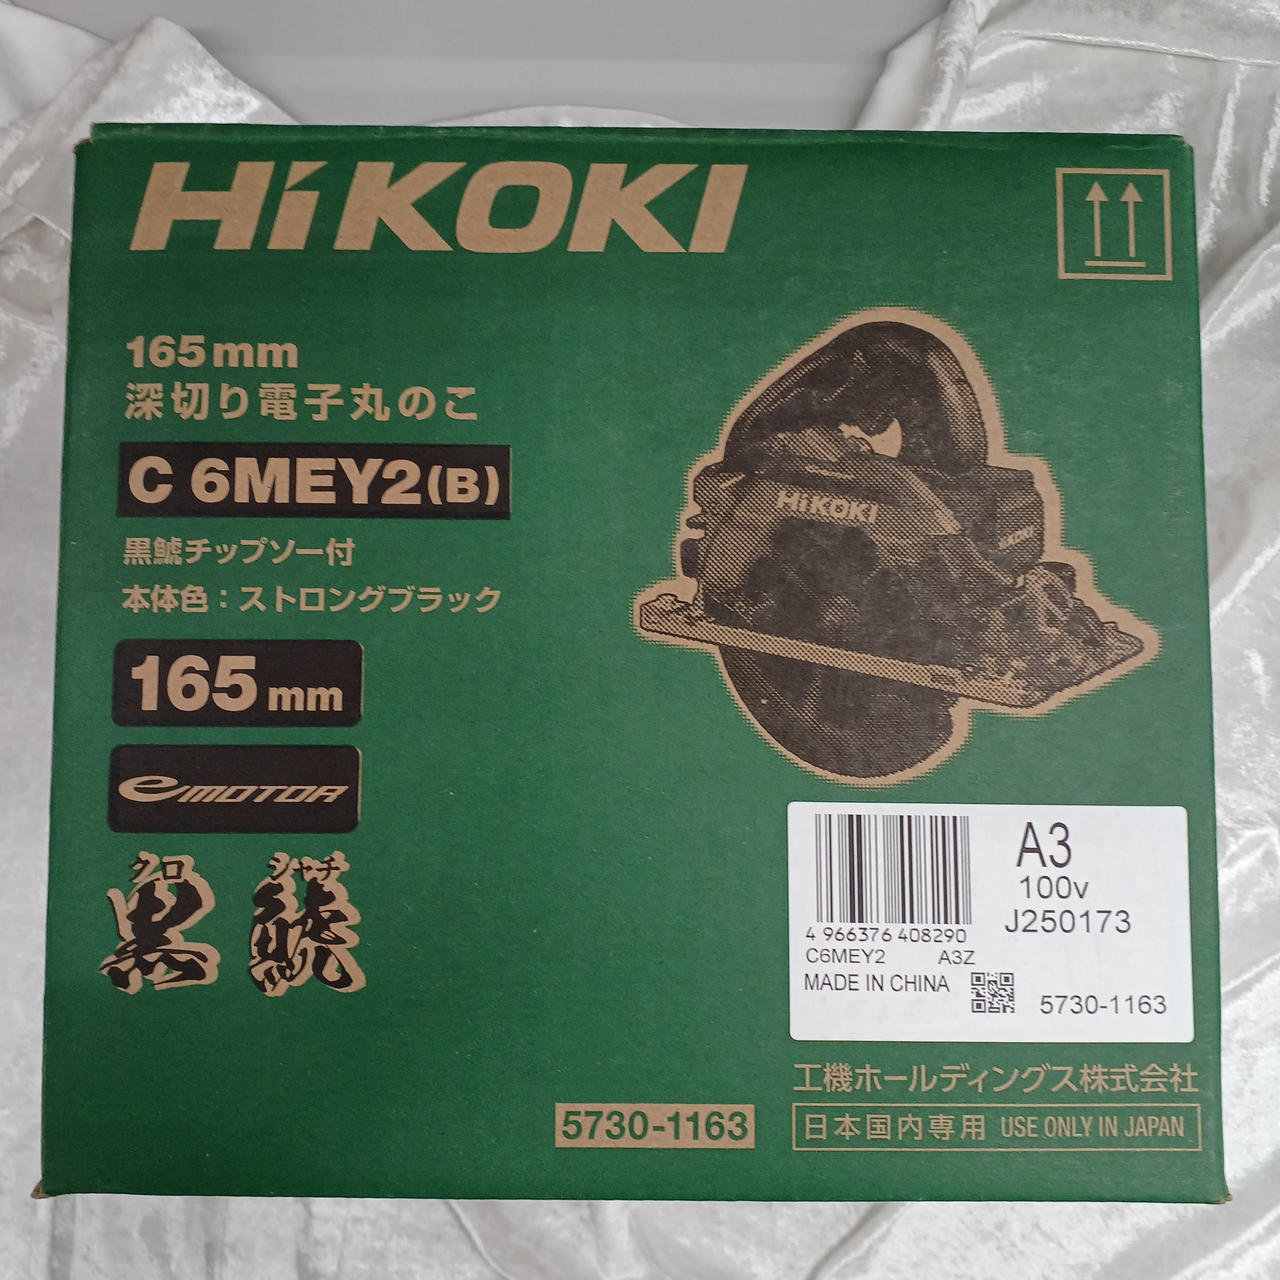 HiKOKI
165mm
深切り電子丸のこ
C 6MEY2(B)
黒鯱チップソー付
本体色：ストロングブラック
165mm
eMOTOR
クロ シャチ
黒鯱
HiKOKI
HiKOKI
A3
100v
J250173
4 966376 408290
C6MEY2 A3Z
MADE IN CHINA
5730-1163
工機ホールディングス株式会社
5730-1163
日本国内専用 USE ONLY IN JAPAN